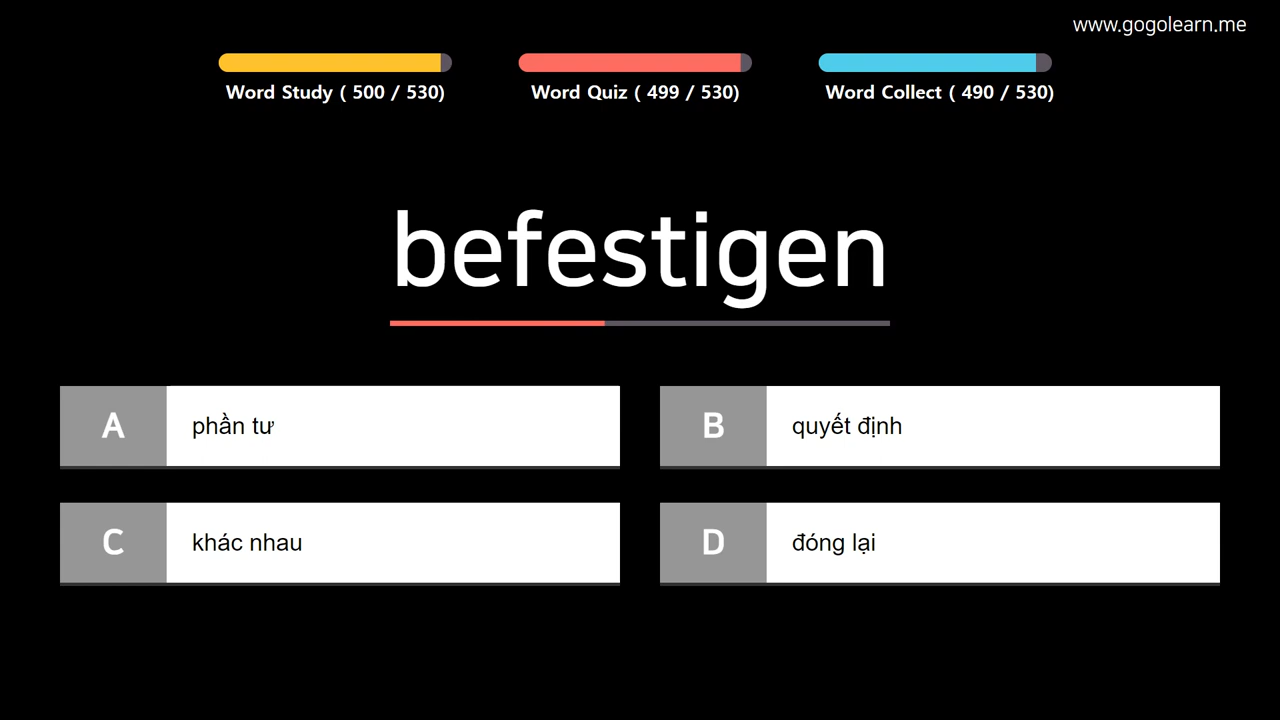 www.gogolearn.me
Word Study ( 500 / 530)
Word Quiz ( 499 / 530)
Word Collect ( 490 / 530)
befestigen
A phần tư
B quyết định
C khác nhau
D đóng lại